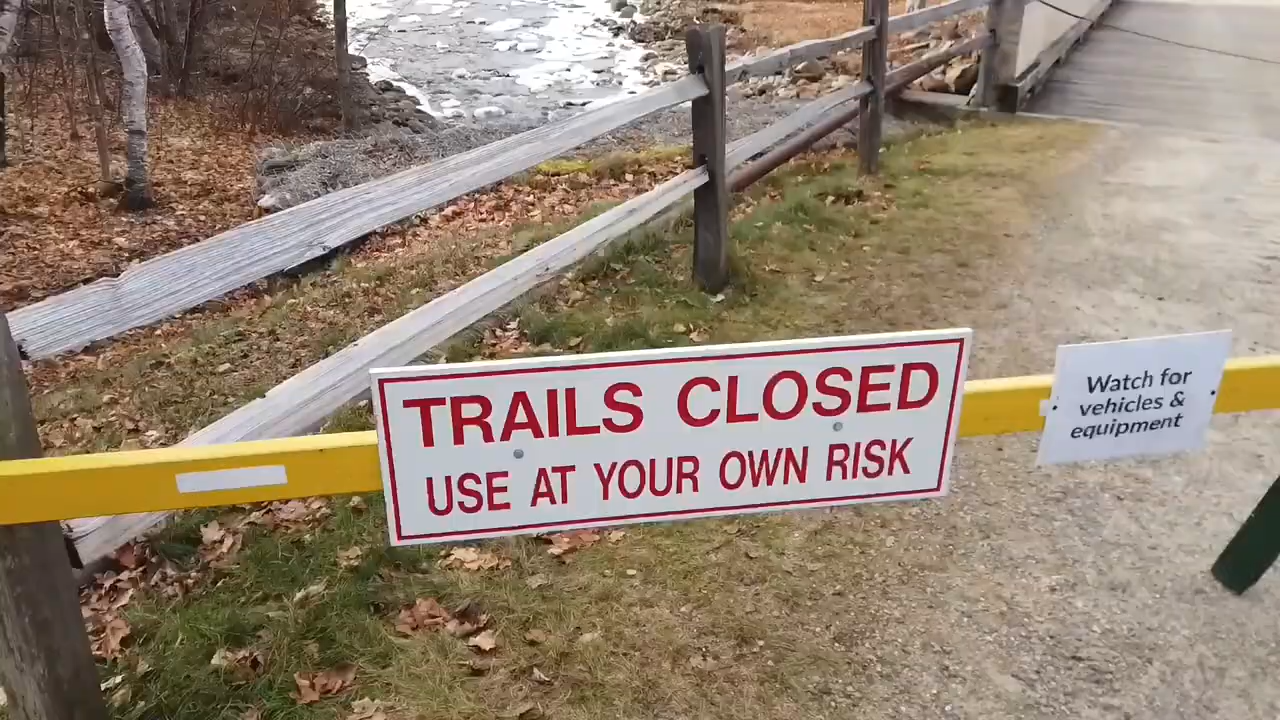 TRAILS CLOSED
USE AT YOUR OWN RISK
Watch for
vehicles &
equipment